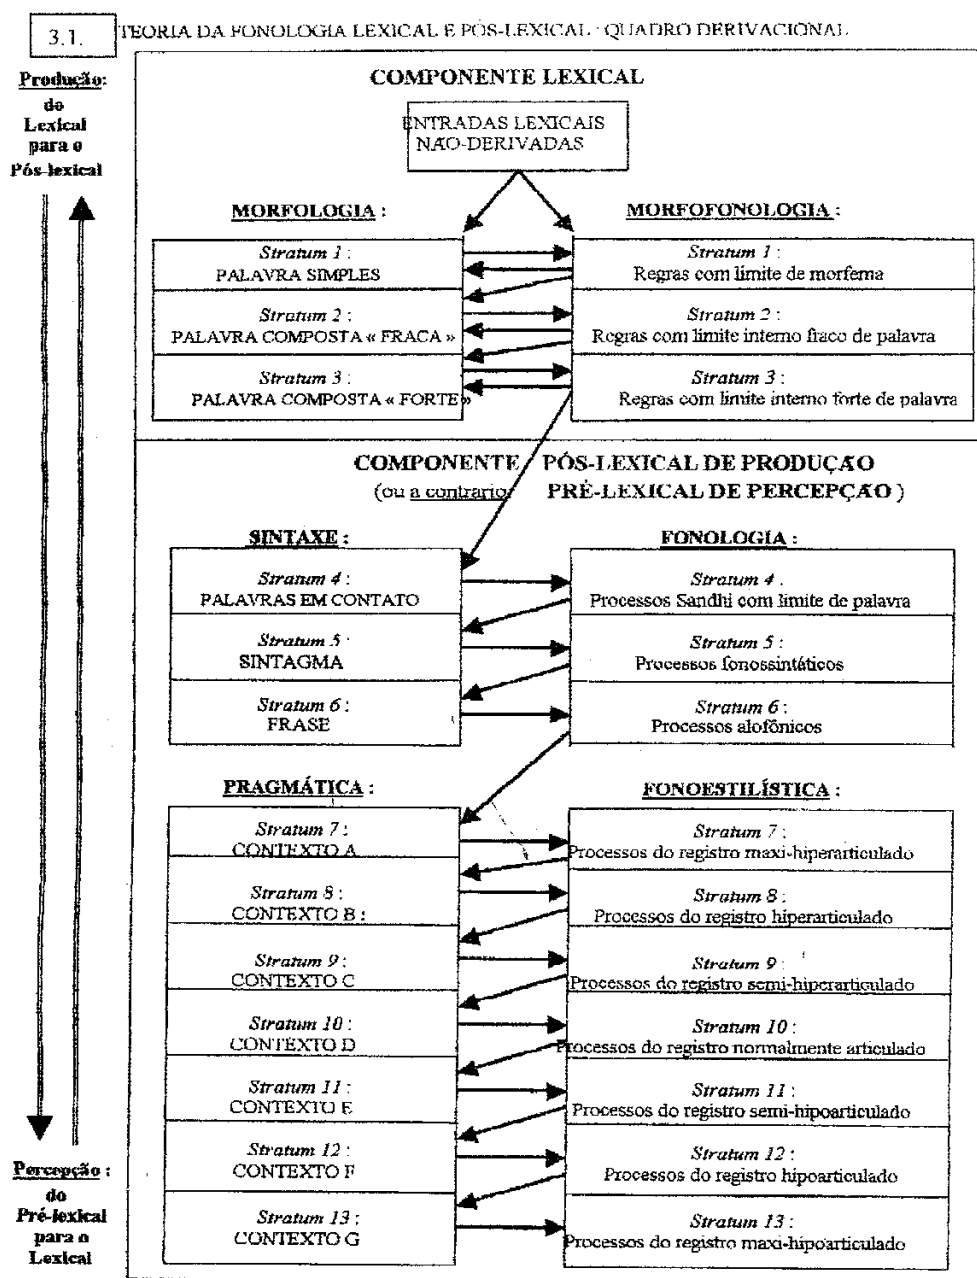 3.1.
TEORIA DA FONOLOGIA LEXICAL E PÓS-LEXICAL : QUADRO DERIVACIONAL
Produção:
do
Lexical
para o
Pós-lexical
COMPONENTE LEXICAL
ENTRADAS LEXICAIS
NÃO-DERIVADAS
MORFOLOGIA :
MORFOFONOLOGIA :
Stratum 1 :
PALAVRA SIMPLES
Stratum 1 :
Regras com limite de morfema
Stratum 2 :
PALAVRA COMPOSTA « FRACA »
Stratum 2 :
Regras com limite interno fraco de palavra
Stratum 3 :
PALAVRA COMPOSTA « FORTE »
Stratum 3 :
Regras com limite interno forte de palavra
COMPONENTE PÓS-LEXICAL DE PRODUÇÃO
(ou a contrario PRÉ-LEXICAL DE PERCEPÇÃO )
SINTAXE :
FONOLOGIA :
Stratum 4 :
PALAVRAS EM CONTATO
Stratum 4 .
Processos Sandhi com limite de palavra
Stratum 5 :
SINTAGMA
Stratum 5 :
Processos fonossintáticos
Stratum 6 :
FRASE
Stratum 6 :
Processos alofônicos
PRAGMÁTICA :
FONOESTILÍSTICA :
Stratum 7 :
CONTEXTO A
Stratum 7 :
Processos do registro maxi-hiperarticulado
Stratum 8 :
CONTEXTO B :
Stratum 8 :
Processos do registro hiperarticulado
Stratum 9 :
CONTEXTO C
Stratum 9 :
Processos do registro semi-hiperarticulado
Stratum 10 :
CONTEXTO D
Stratum 10 :
Processos do registro normalmente articulado
Stratum 11 :
CONTEXTO E
Stratum 11 :
Processos do registro semi-hipoarticulado
Stratum 12 :
CONTEXTO F
Stratum 12 :
Processos do registro hipoarticulado
Stratum 13 :
CONTEXTO G
Stratum 13 :
Processos do registro maxi-hipoarticulado
Percepção :
do
Pré-lexical
para o
Lexical